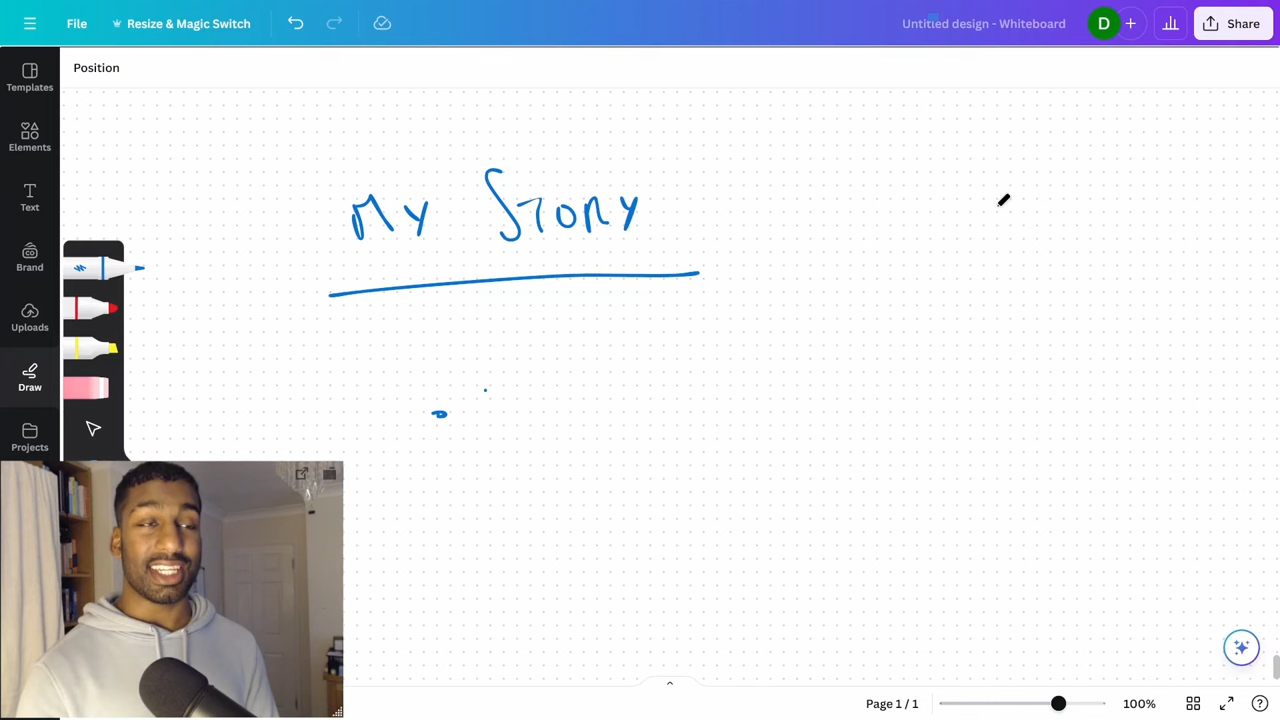 File
Resize & Magic Switch
Untitled design - Whiteboard
D
Share
Position
Templates
Elements
Text
Brand
Uploads
Draw
Projects
MY STORY
Page 1 / 1
100%